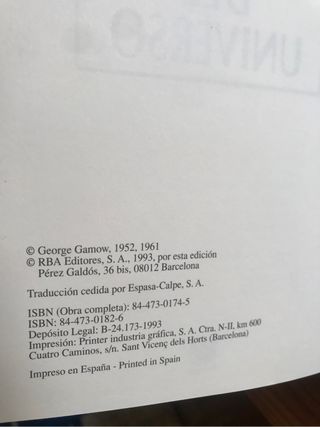 DEL
UNIVERSO
© George Gamow, 1952, 1961
© RBA Editores, S. A., 1993, por esta edición
Pérez Galdós, 36 bis, 08012 Barcelona
Traducción cedida por Espasa-Calpe, S. A.
ISBN (Obra completa): 84-473-0174-5
ISBN: 84-473-0182-6
Depósito Legal: B-24.173-1993
Impresión: Printer industria gráfica, S. A. Ctra. N-II, km 600
Cuatro Caminos, s/n. Sant Vicenç dels Horts (Barcelona)
Impreso en España - Printed in Spain